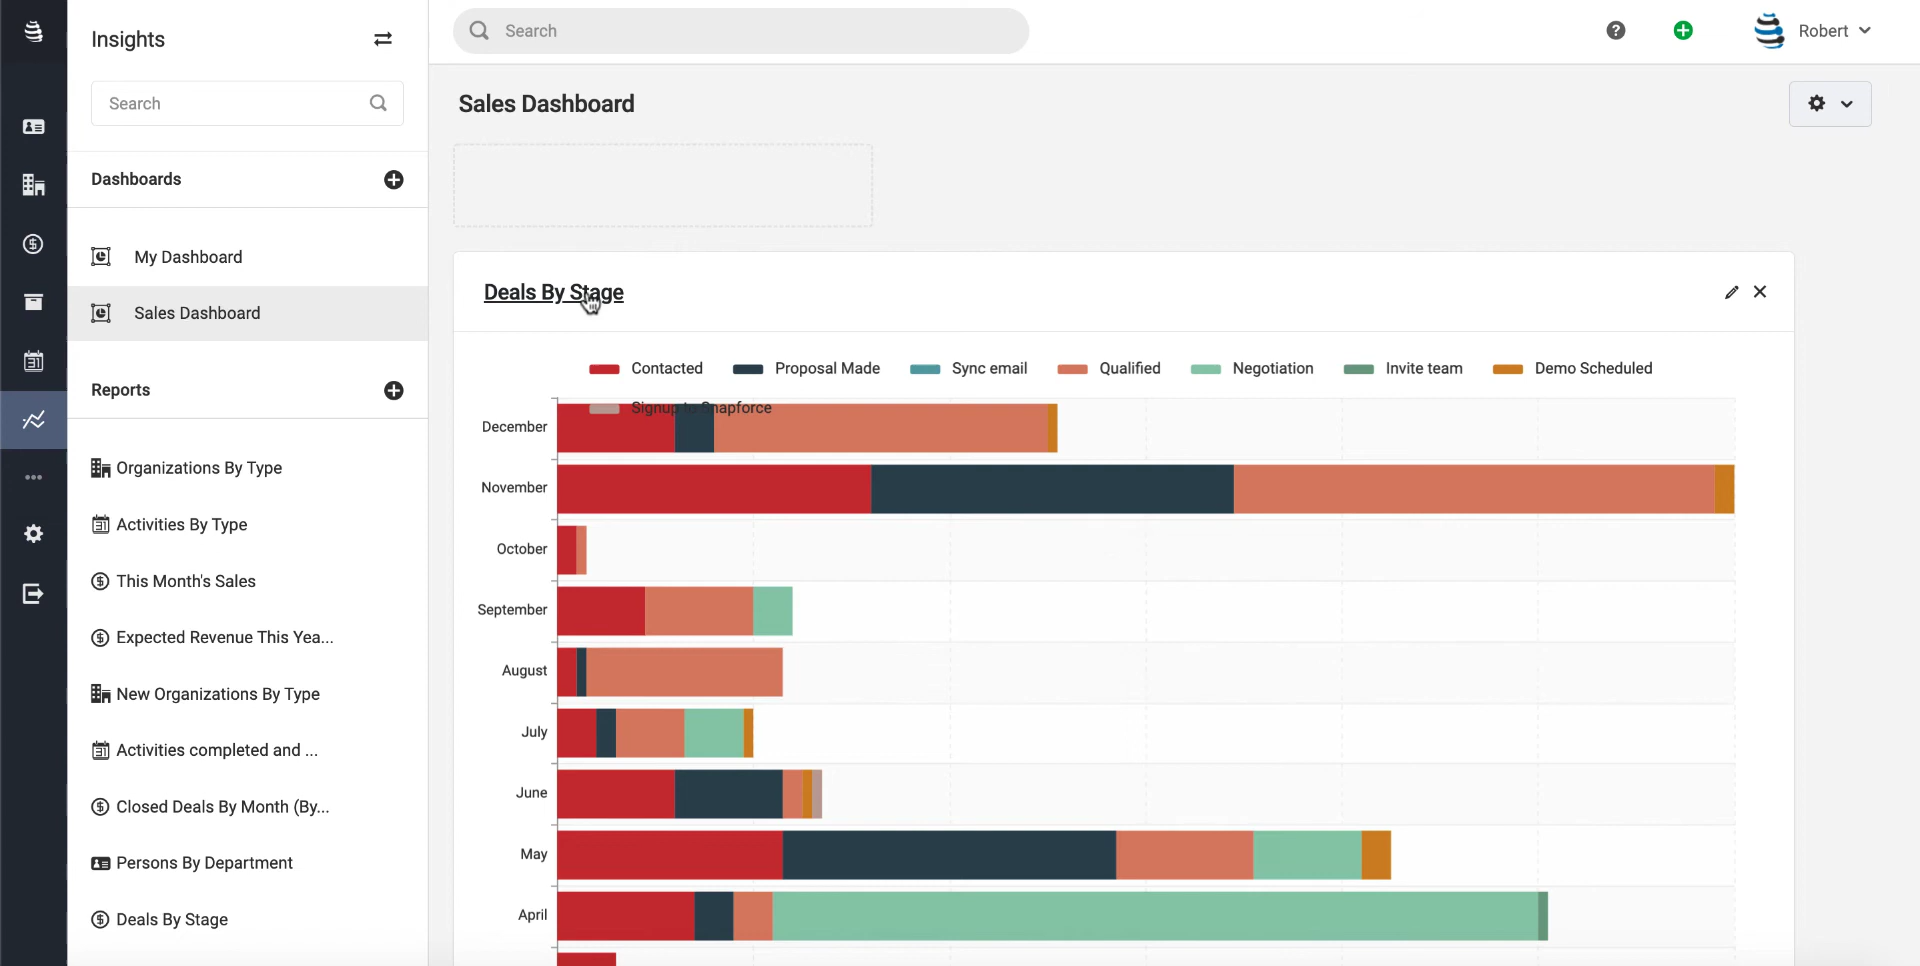 Insights
Search
Dashboards
My Dashboard
Sales Dashboard
Reports
Organizations By Type
Activities By Type
This Month's Sales
Expected Revenue This Yea...
New Organizations By Type
Activities completed and ...
Closed Deals By Month (By...
Persons By Department
Deals By Stage
Search
Robert
Sales Dashboard
Deals By Stage
Contacted Proposal Made Sync email Qualified Negotiation Invite team Demo Scheduled
Signup to Snapforce
December
November
October
September
August
July
June
May
April